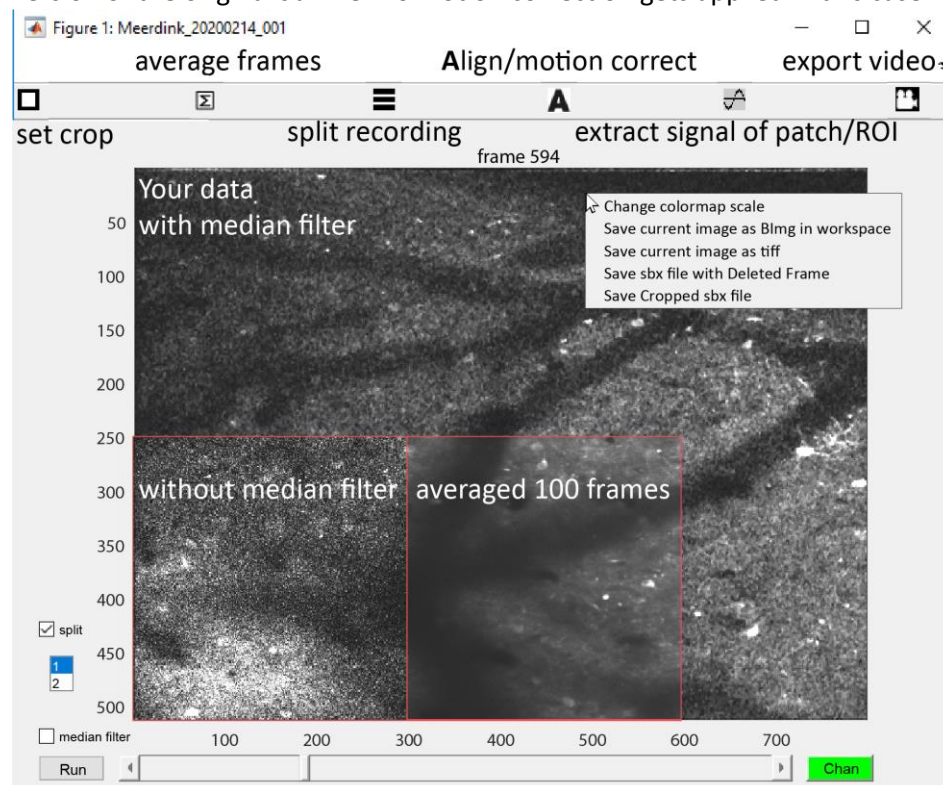 Figure 1: Meerdink_20200214_001
average frames Align/motion correct export video
Σ A
set crop split recording extract signal of patch/ROI
frame 594
Your data
with median filter
Change colormap scale
Save current image as BImg in workspace
Save current image as tiff
Save sbx file with Deleted Frame
Save Cropped sbx file
50
100
150
200
250
300
350
400
450
500
without median filter averaged 100 frames
split
1
2
median filter
100 200 300 400 500 600 700
Run Chan